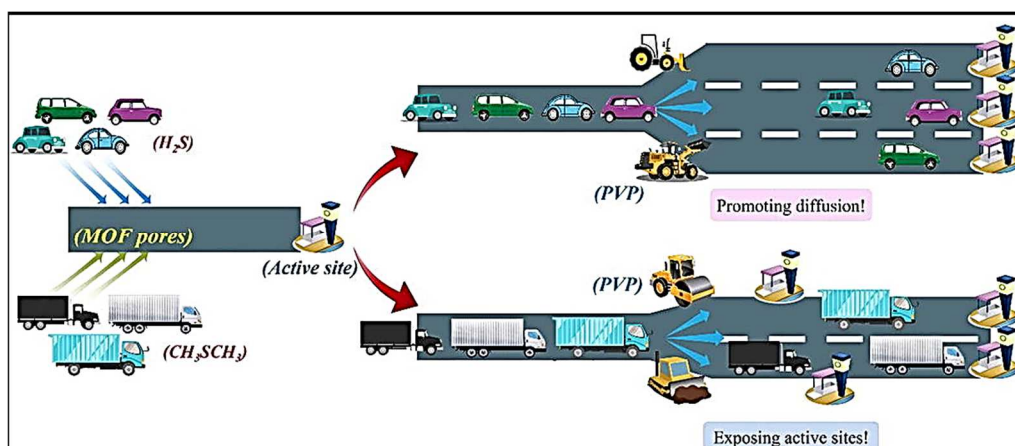 (H₂S)
(MOF pores)
(Active site)
(CH₃SCH₃)
(PVP)
Promoting diffusion!
(PVP)
Exposing active sites!